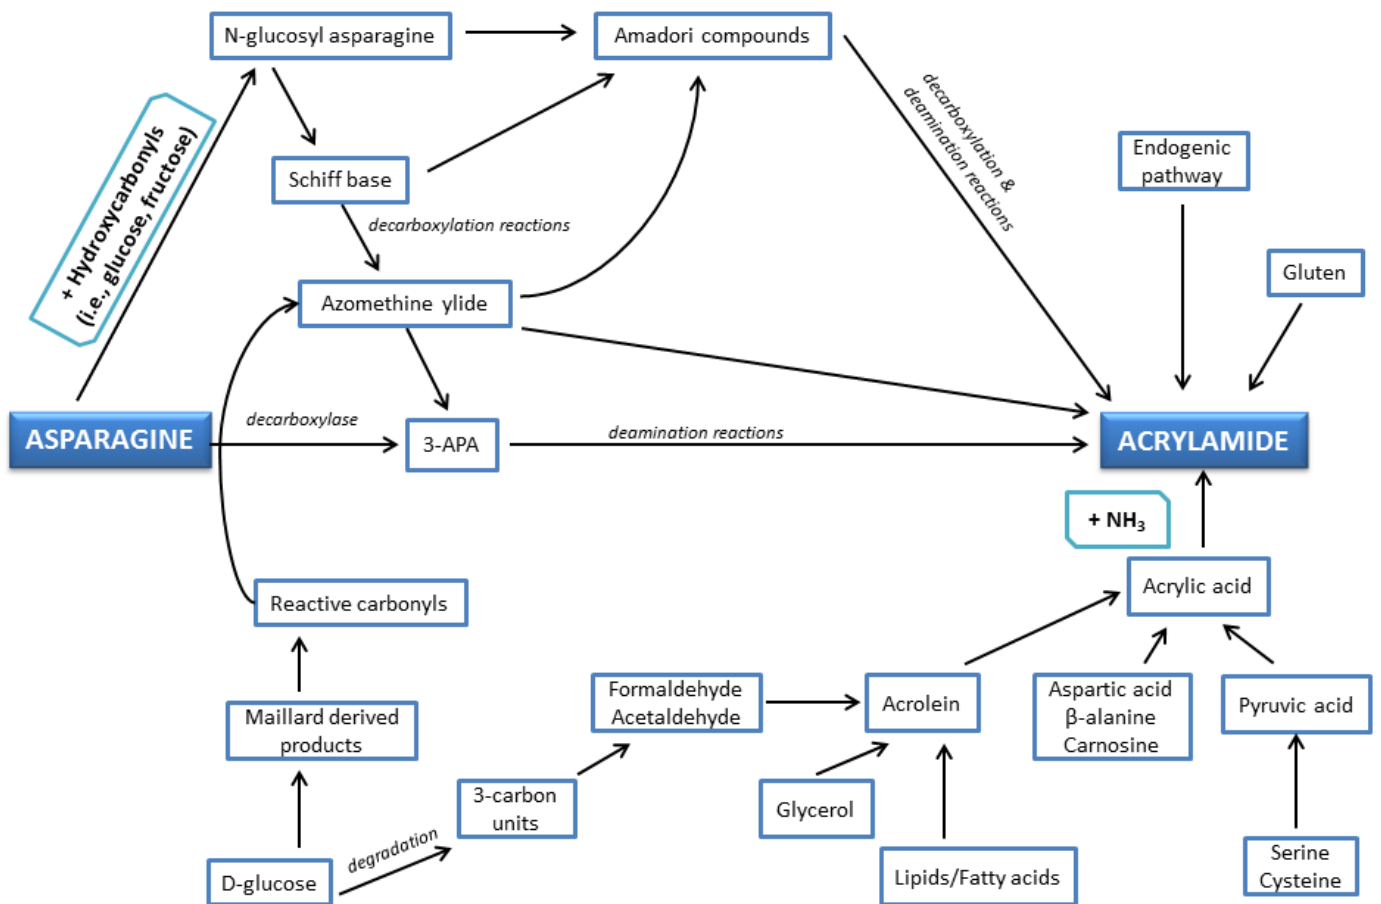 N-glucosyl asparagine
Amadori compounds
decarboxylation &
deamination reactions
+ Hydroxycarbonyls
(i.e., glucose, fructose)
Endogenic
pathway
Schiff base
decarboxylation reactions
Gluten
Azomethine ylide
ASPARAGINE
decarboxylase
3-APA
deamination reactions
ACRYLAMIDE
+ NH₃
Acrylic acid
Reactive carbonyls
Formaldehyde
Acetaldehyde
Acrolein
Aspartic acid
β-alanine
Carnosine
Pyruvic acid
Maillard derived
products
3-carbon
units
Glycerol
degradation
D-glucose
Lipids/Fatty acids
Serine
Cysteine